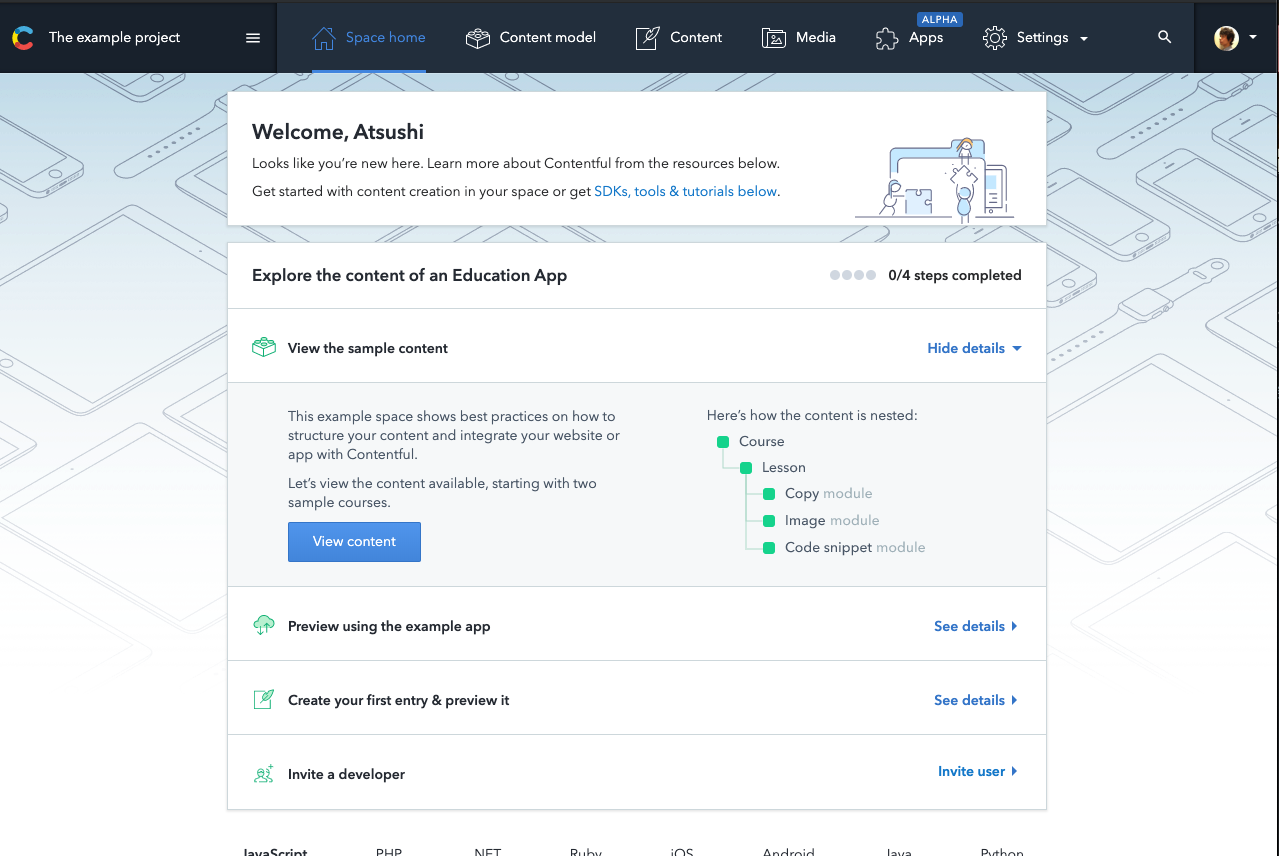 The example project
Space home
Content model
Content
Media
ALPHA
Apps
Settings
Welcome, Atsushi
Looks like you’re new here. Learn more about Contentful from the resources below.
Get started with content creation in your space or get SDKs, tools & tutorials below.
Explore the content of an Education App
0/4 steps completed
View the sample content
Hide details
This example space shows best practices on how to
structure your content and integrate your website or
app with Contentful.
Let’s view the content available, starting with two
sample courses.
View content
Here’s how the content is nested:
Course
Lesson
Copy module
Image module
Code snippet module
Preview using the example app
See details
Create your first entry & preview it
See details
Invite a developer
Invite user
JavaScript
PHP
.NET
Ruby
iOS
Android
Java
Python